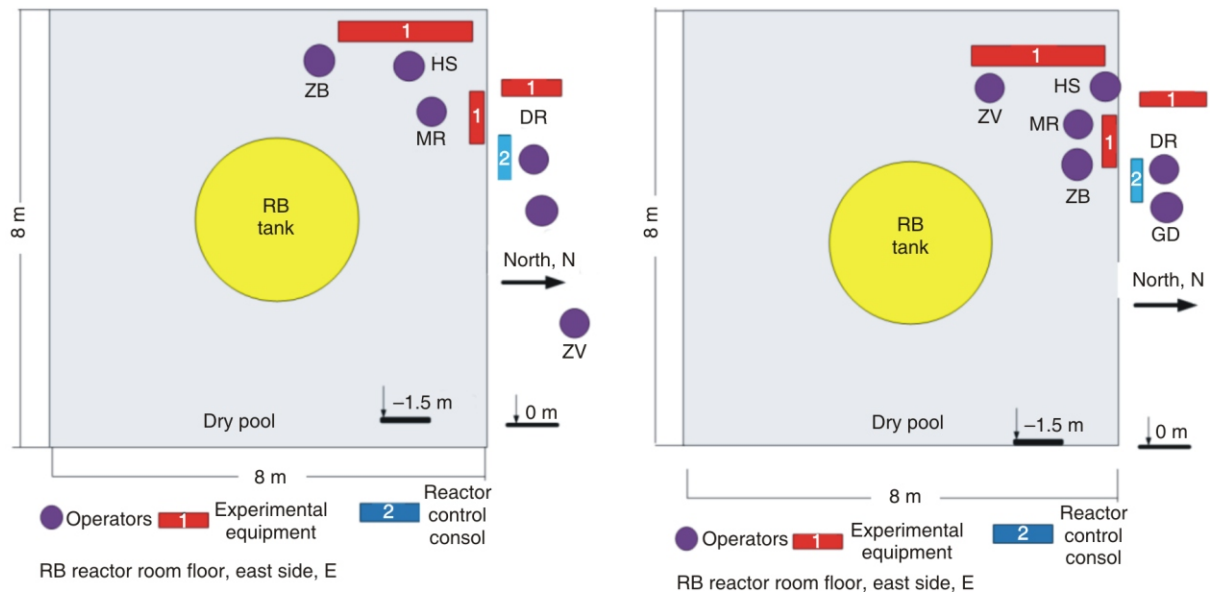 1
HS
ZB
1
DR
1
MR
2
RB
tank
8 m
North, N
ZV
–1.5 m
0 m
Dry pool
8 m
Operators
1
Experimental
equipment
2
Reactor
control
consol
RB reactor room floor, east side, E
1
HS
ZV
1
MR
1
DR
2
ZB
GD
RB
tank
8 m
North, N
–1.5 m
0 m
Dry pool
8 m
Operators
1
Experimental
equipment
2
Reactor
control
consol
RB reactor room floor, east side, E